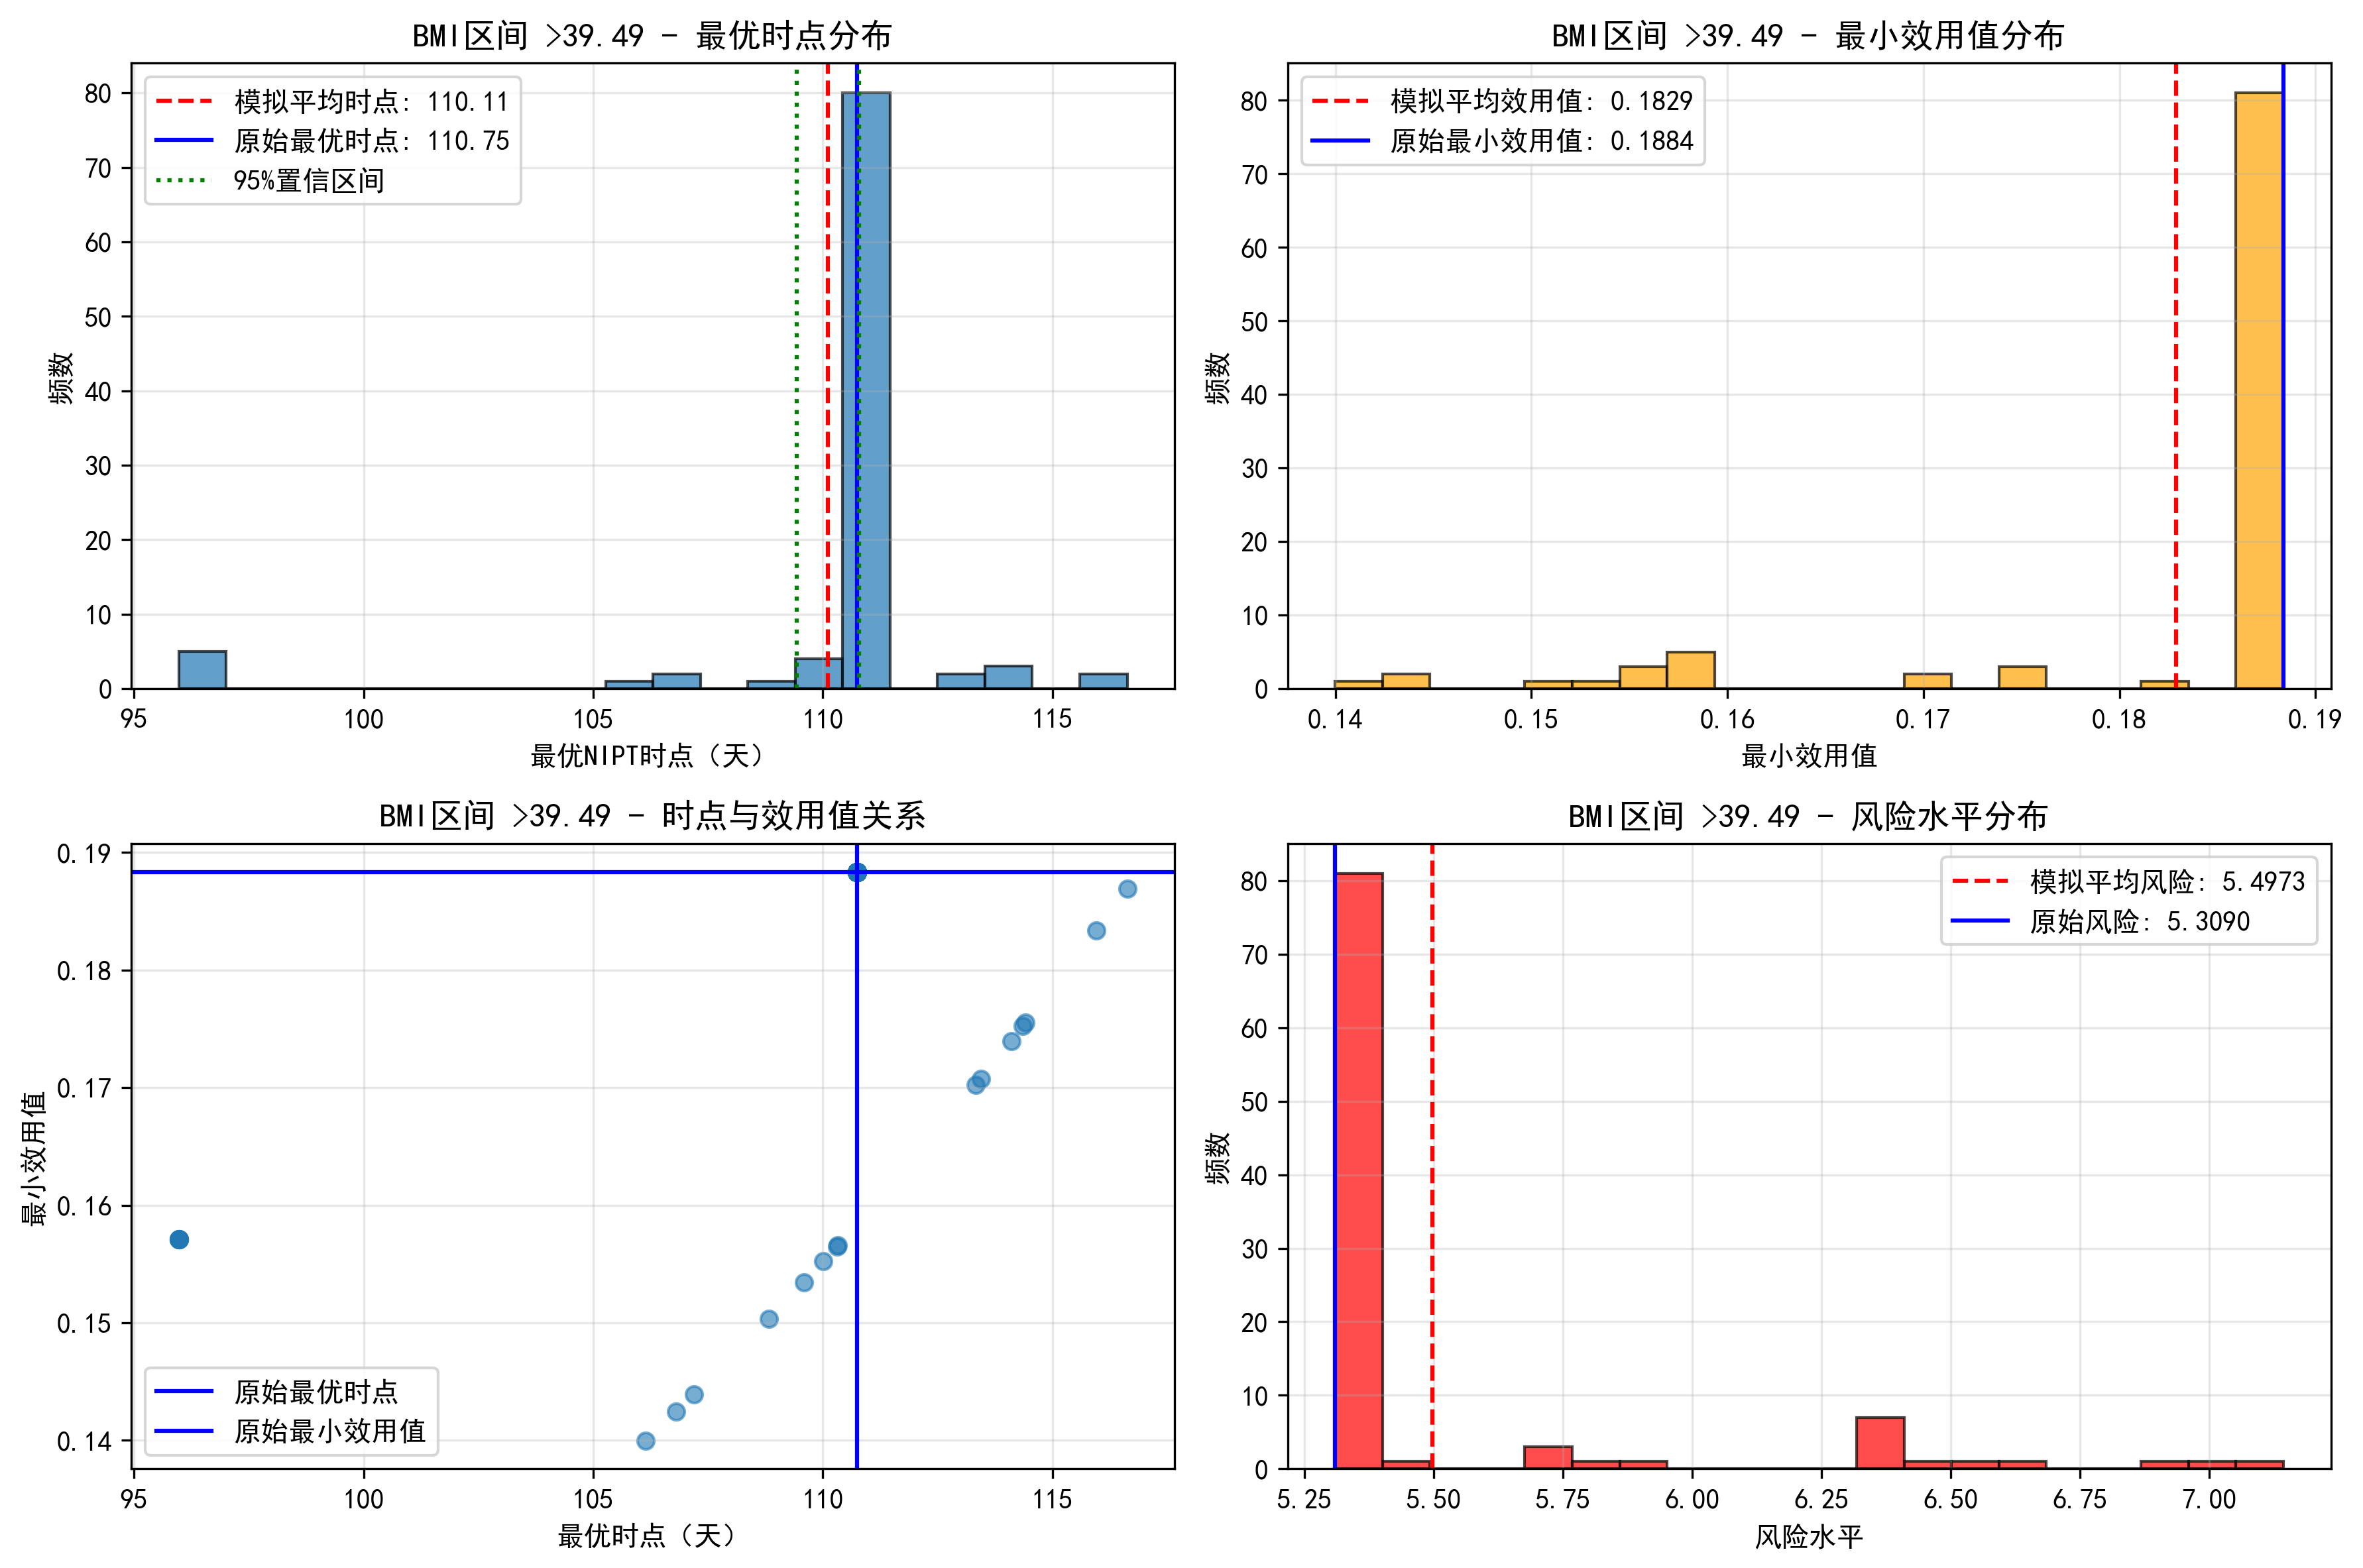 BMI区间 >39.49 - 最优时点分布
模拟平均时点: 110.11
原始最优时点: 110.75
95%置信区间
80
70
60
50
40
30
20
10
0
频数
95
100
105
110
115
最优NIPT时点（天）
BMI区间 >39.49 - 最小效用值分布
模拟平均效用值: 0.1829
原始最小效用值: 0.1884
80
70
60
50
40
30
20
10
0
频数
0.14
0.15
0.16
0.17
0.18
0.19
最小效用值
BMI区间 >39.49 - 时点与效用值关系
0.19
0.18
0.17
0.16
0.15
0.14
最小效用值
原始最优时点
原始最小效用值
95
100
105
110
115
最优时点（天）
BMI区间 >39.49 - 风险水平分布
模拟平均风险: 5.4973
原始风险: 5.3090
80
70
60
50
40
30
20
10
0
频数
5.25
5.50
5.75
6.00
6.25
6.50
6.75
7.00
风险水平